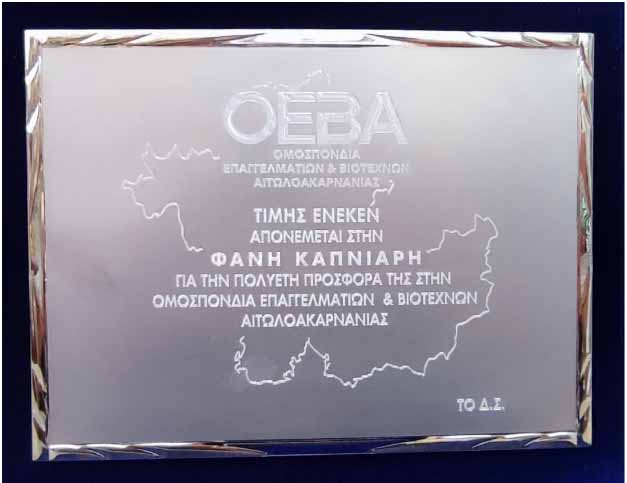 ΟΕΒΑ
ΟΜΟΣΠΟΝΔΙΑ
ΕΠΑΓΓΕΛΜΑΤΙΩΝ & ΒΙΟΤΕΧΝΩΝ
ΑΙΤΩΛΟΑΚΑΡΝΑΝΙΑΣ
ΤΙΜΗΣ ΕΝΕΚΕΝ
ΑΠΟΝΕΜΕΤΑΙ ΣΤΗΝ
ΦΑΝΗ ΚΑΠΝΙΑΡΗ
ΓΙΑ ΤΗΝ ΠΟΛΥΕΤΗ ΠΡΟΣΦΟΡΑ ΤΗΣ ΣΤΗΝ
ΟΜΟΣΠΟΝΔΙΑ ΕΠΑΓΓΕΛΜΑΤΙΩΝ & ΒΙΟΤΕΧΝΩΝ
ΑΙΤΩΛΟΑΚΑΡΝΑΝΙΑΣ
ΤΟ Δ.Σ.